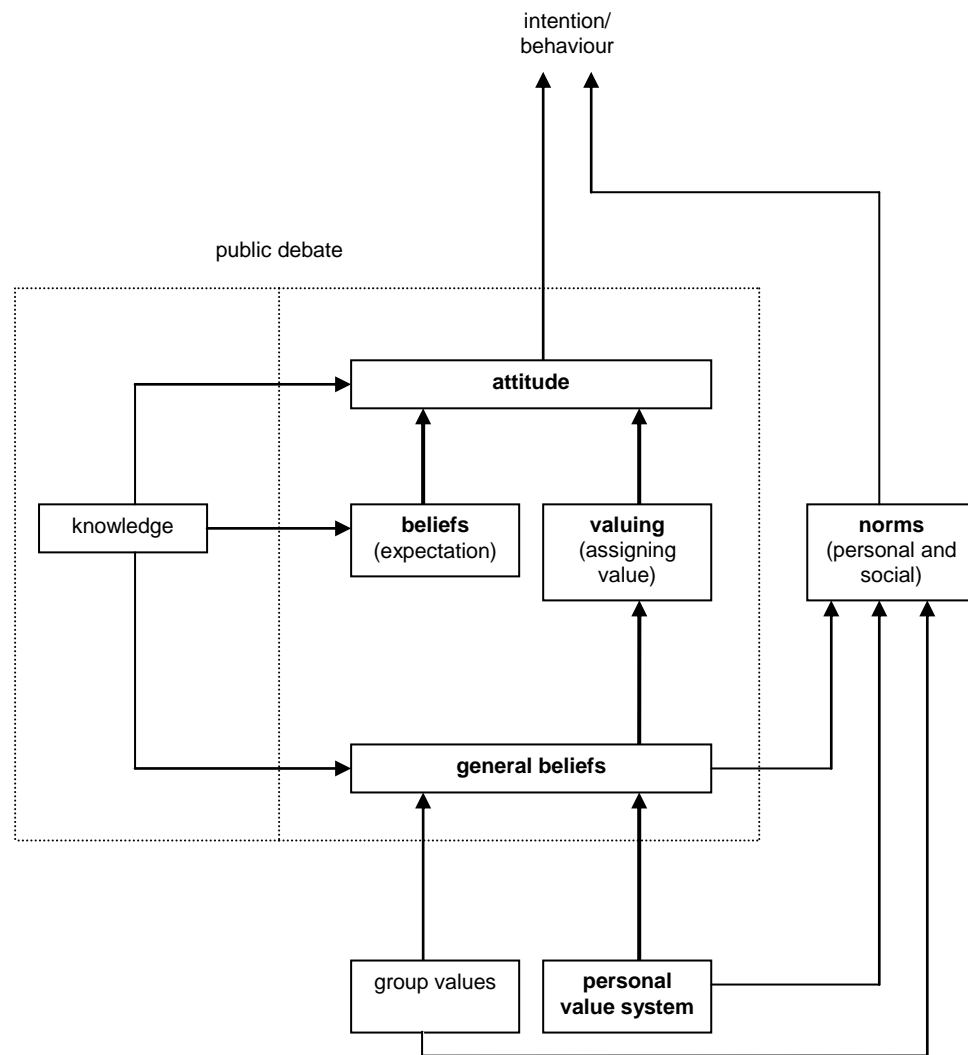 intention/
behaviour
public debate
attitude
knowledge
beliefs
(expectation)
valuing
(assigning
value)
norms
(personal and
social)
general beliefs
group values
personal
value system